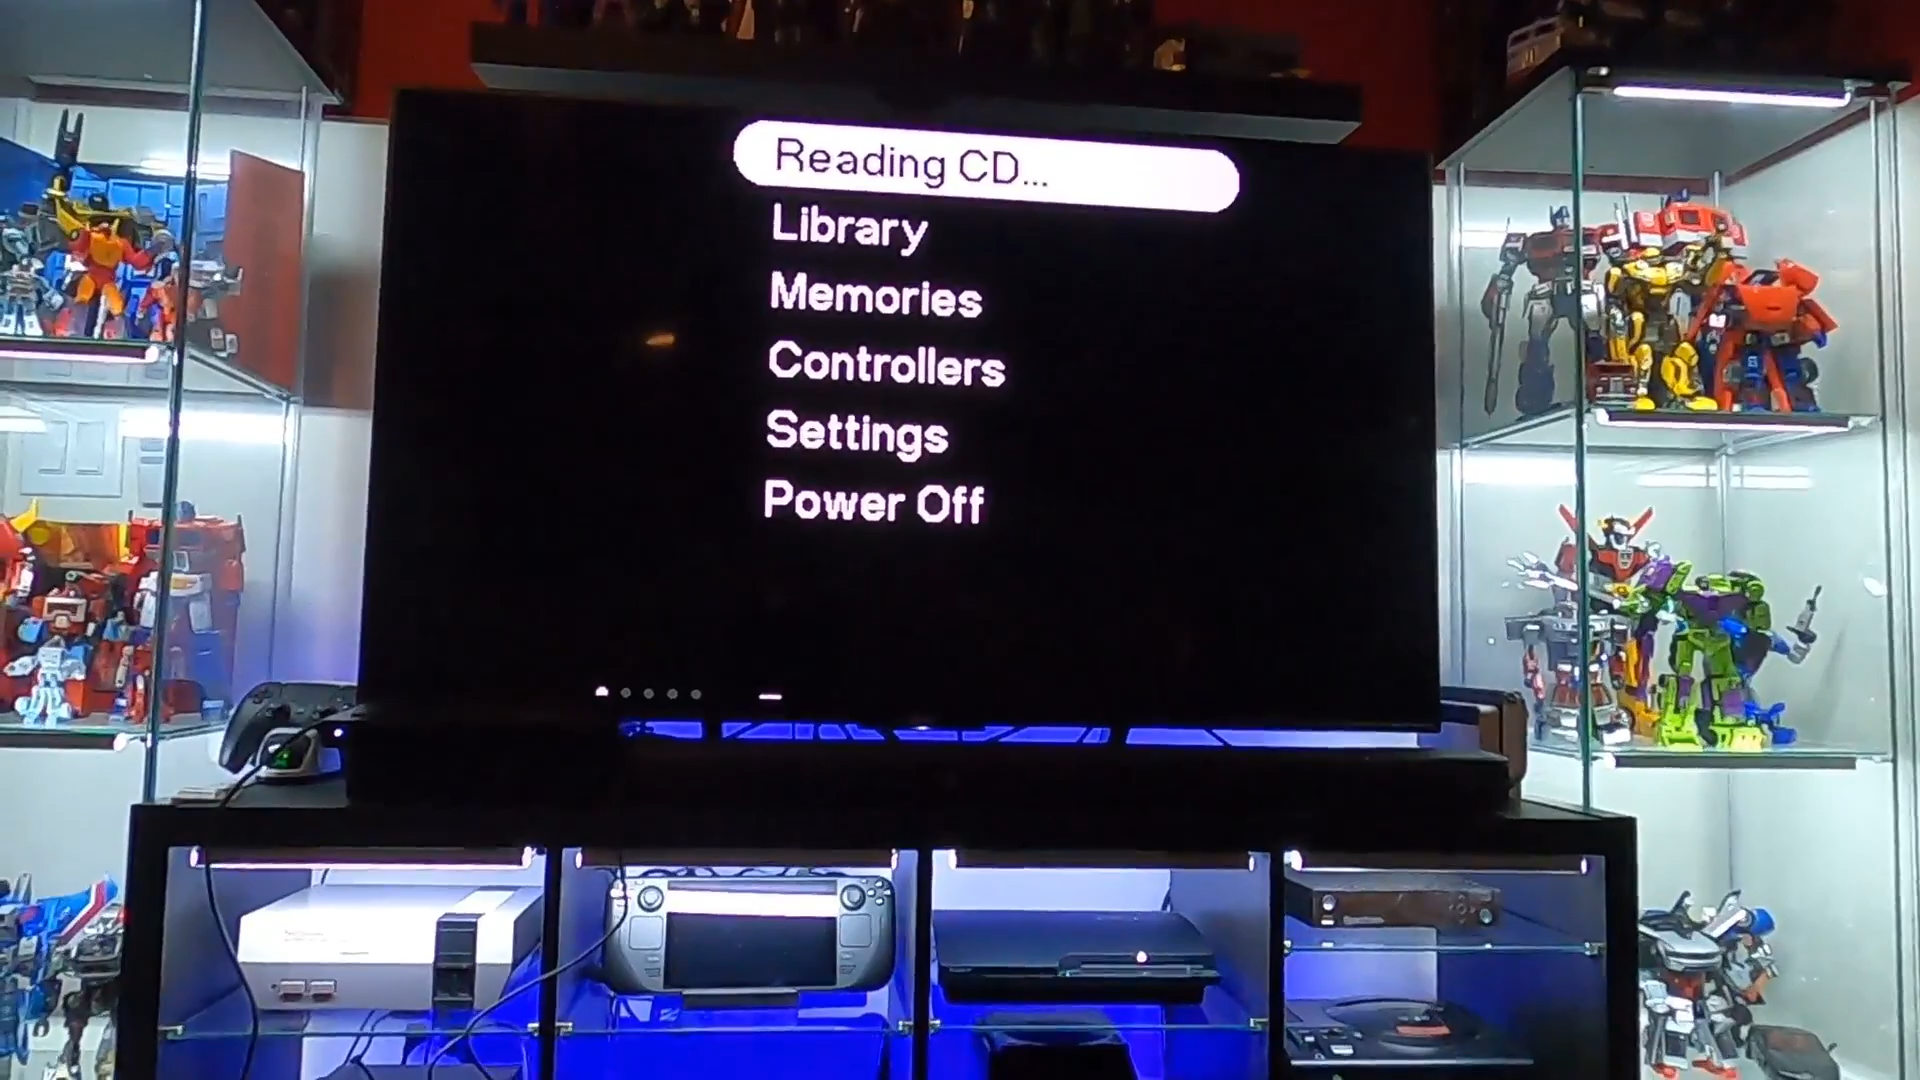 Reading CD...
Library
Memories
Controllers
Settings
Power Off